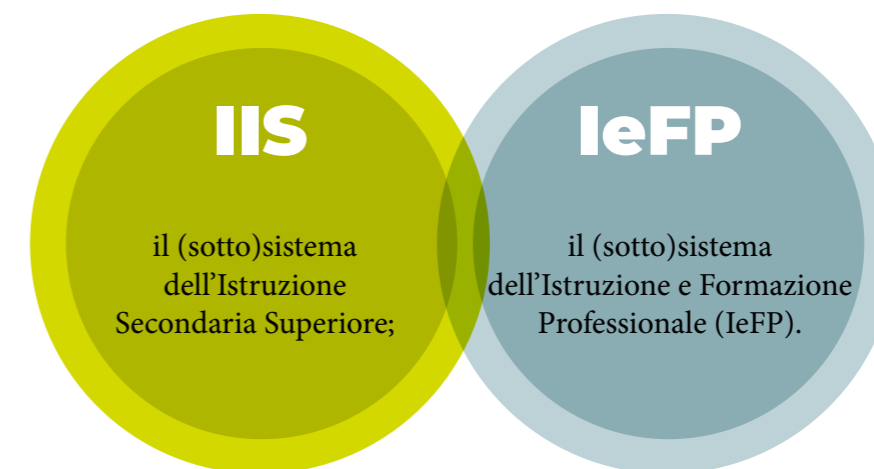 IIS
il (sotto)sistema
dell’Istruzione
Secondaria Superiore;
IeFP
il (sotto)sistema
dell’Istruzione e Formazione
Professionale (IeFP).